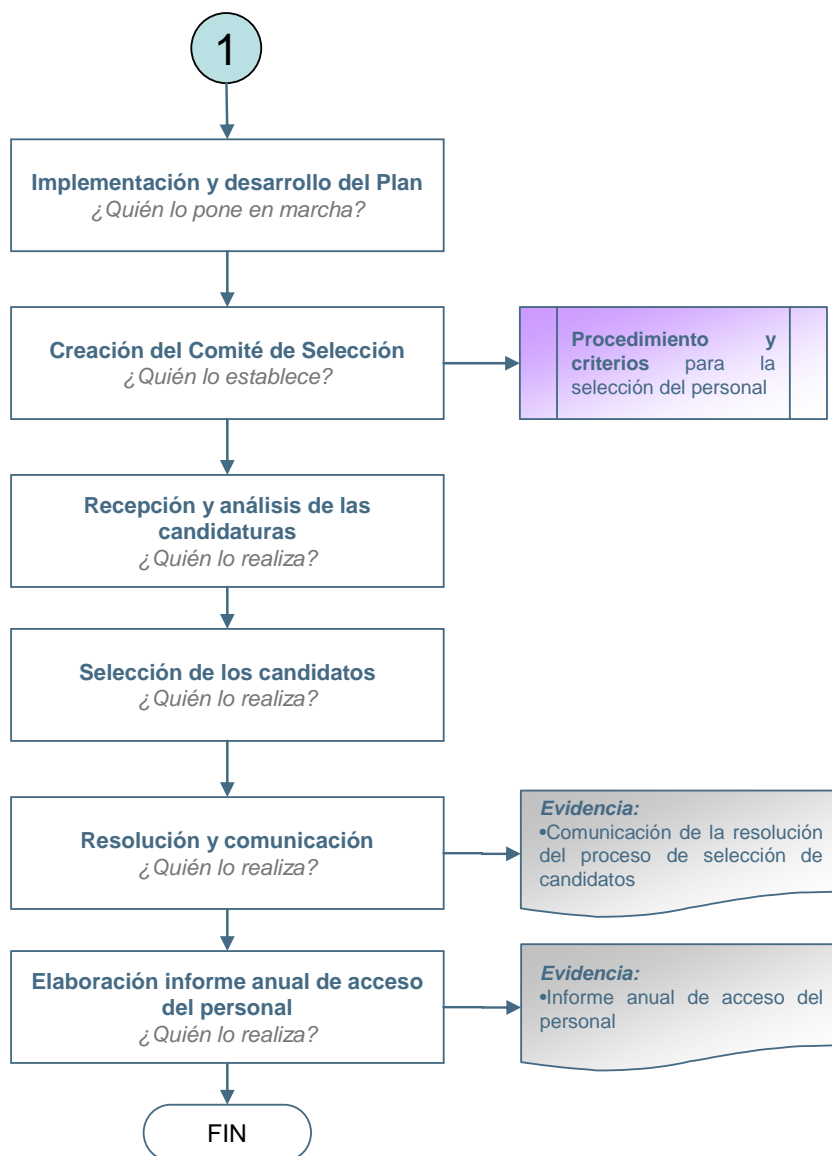 1
Implementación y desarrollo del Plan
¿Quién lo pone en marcha?
Creación del Comité de Selección
¿Quién lo establece?
Procedimiento y
criterios para la
selección del personal
Recepción y análisis de las
candidaturas
¿Quién lo realiza?
Selección de los candidatos
¿Quién lo realiza?
Resolución y comunicación
¿Quién lo realiza?
Evidencia:
•Comunicación de la resolución
del proceso de selección de
candidatos
Elaboración informe anual de acceso
del personal
¿Quién lo realiza?
Evidencia:
•Informe anual de acceso del
personal
FIN